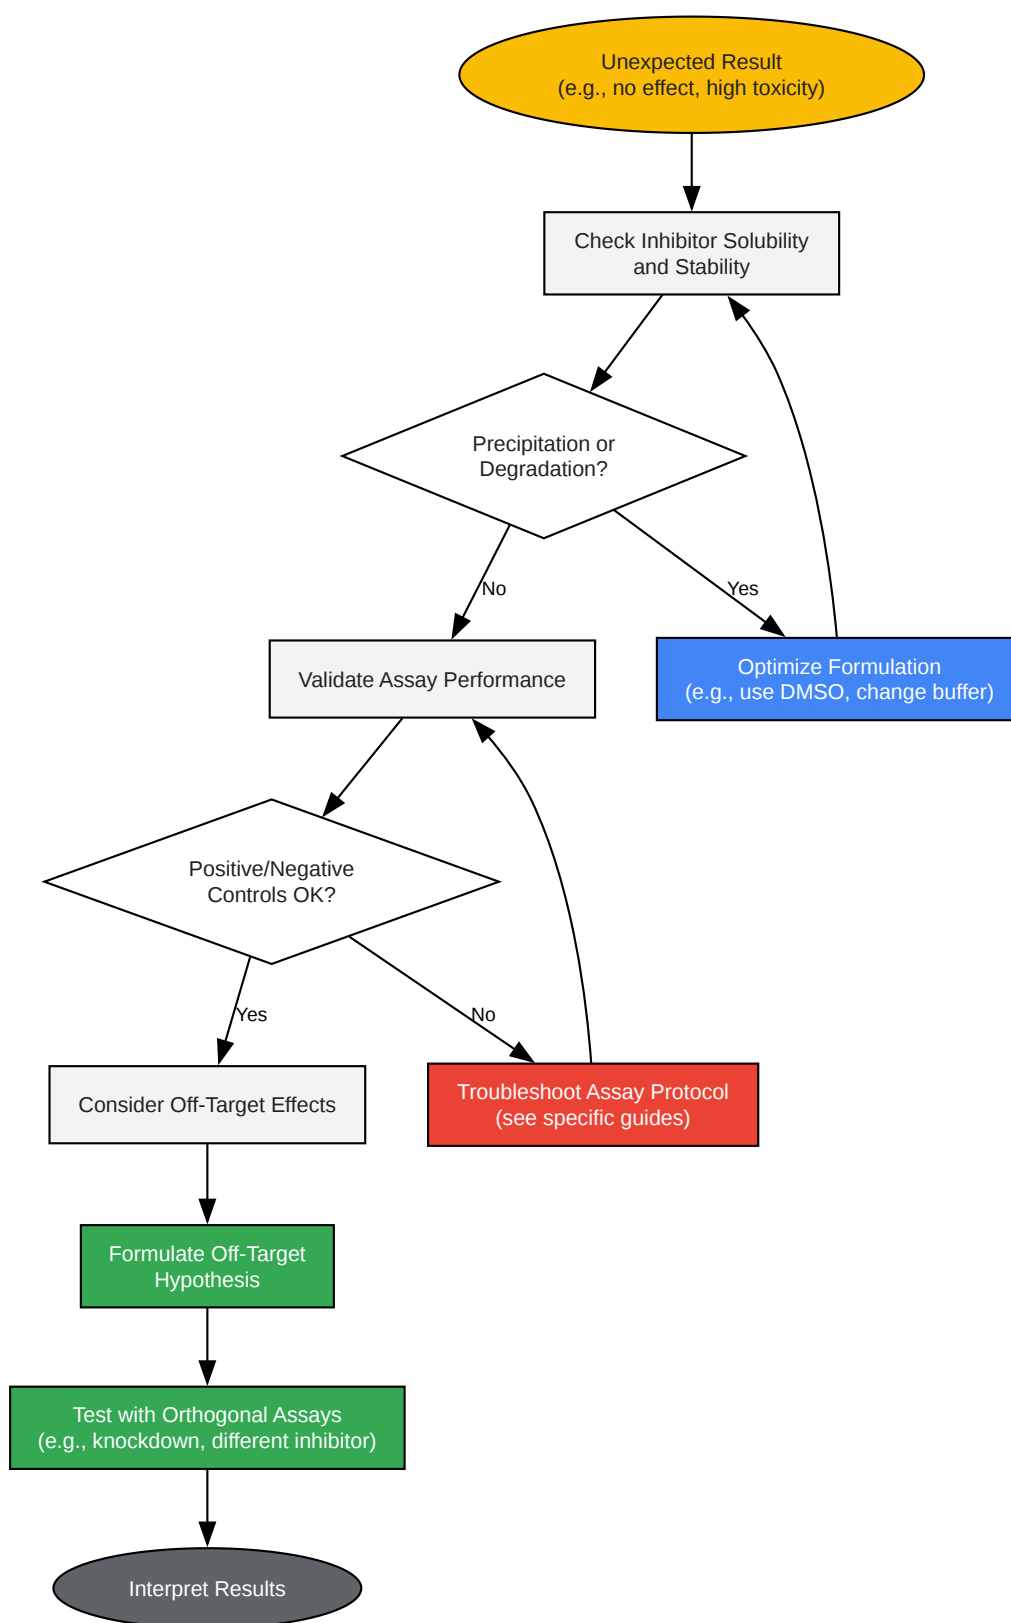 Unexpected Result
(e.g., no effect, high toxicity)
Check Inhibitor Solubility
and Stability
Precipitation or
Degradation?
No
Yes
Validate Assay Performance
Optimize Formulation
(e.g., use DMSO, change buffer)
Positive/Negative
Controls OK?
Yes
No
Consider Off-Target Effects
Troubleshoot Assay Protocol
(see specific guides)
Formulate Off-Target
Hypothesis
Test with Orthogonal Assays
(e.g., knockdown, different inhibitor)
Interpret Results